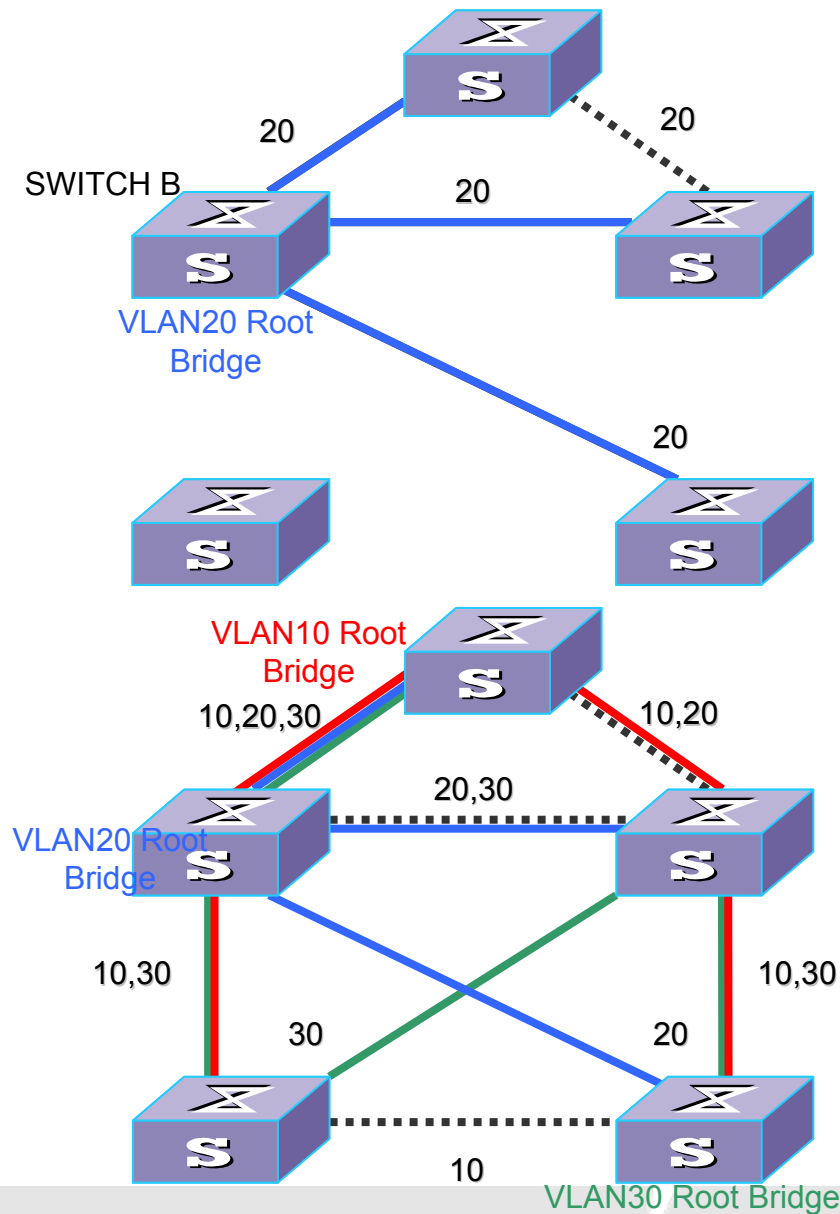 S
20
20
SWITCH B
20
S
S
VLAN20 Root
Bridge
20
S
S
VLAN10 Root
Bridge
S
10,20,30
10,20
20,30
VLAN20 Root
Bridge
S
S
10,30
10,30
30
20
S
S
10
VLAN30 Root Bridge